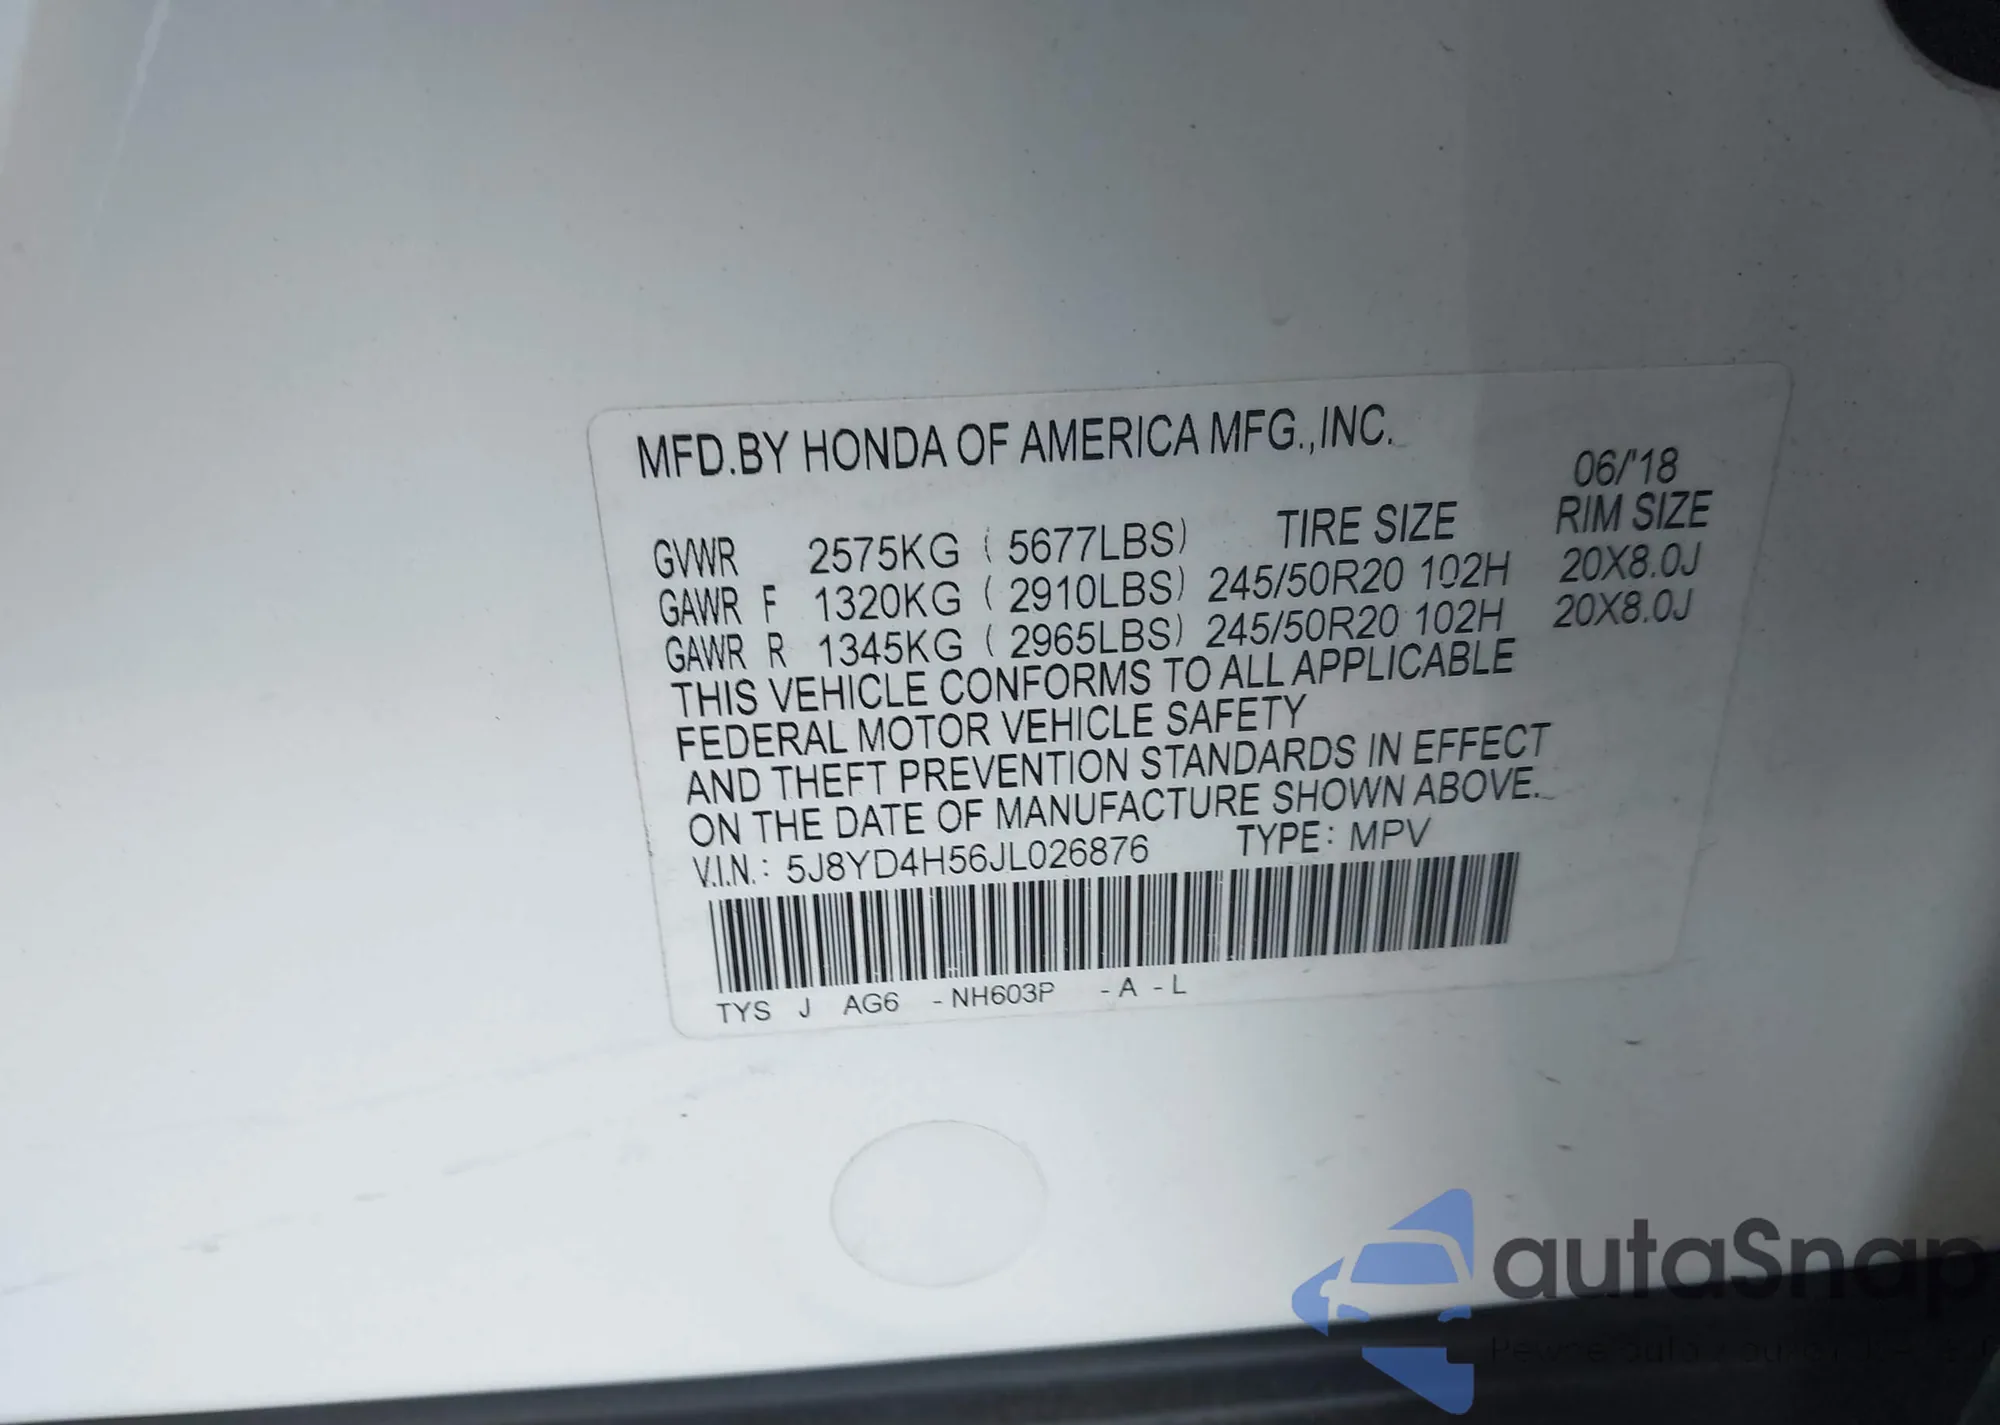 MFD.BY HONDA OF AMERICA MFG.,INC.
06/'18
GVWR 2575KG ( 5677LBS) TIRE SIZE RIM SIZE
GAWR F 1320KG ( 2910LBS) 245/50R20 102H 20X8.0J
GAWR R 1345KG ( 2965LBS) 245/50R20 102H 20X8.0J
THIS VEHICLE CONFORMS TO ALL APPLICABLE
FEDERAL MOTOR VEHICLE SAFETY
AND THEFT PREVENTION STANDARDS IN EFFECT
ON THE DATE OF MANUFACTURE SHOWN ABOVE.
V.I.N.: 5J8YD4H56JL026876 TYPE: MPV
TYS J AG6 -NH603P -A -L
autaSnap